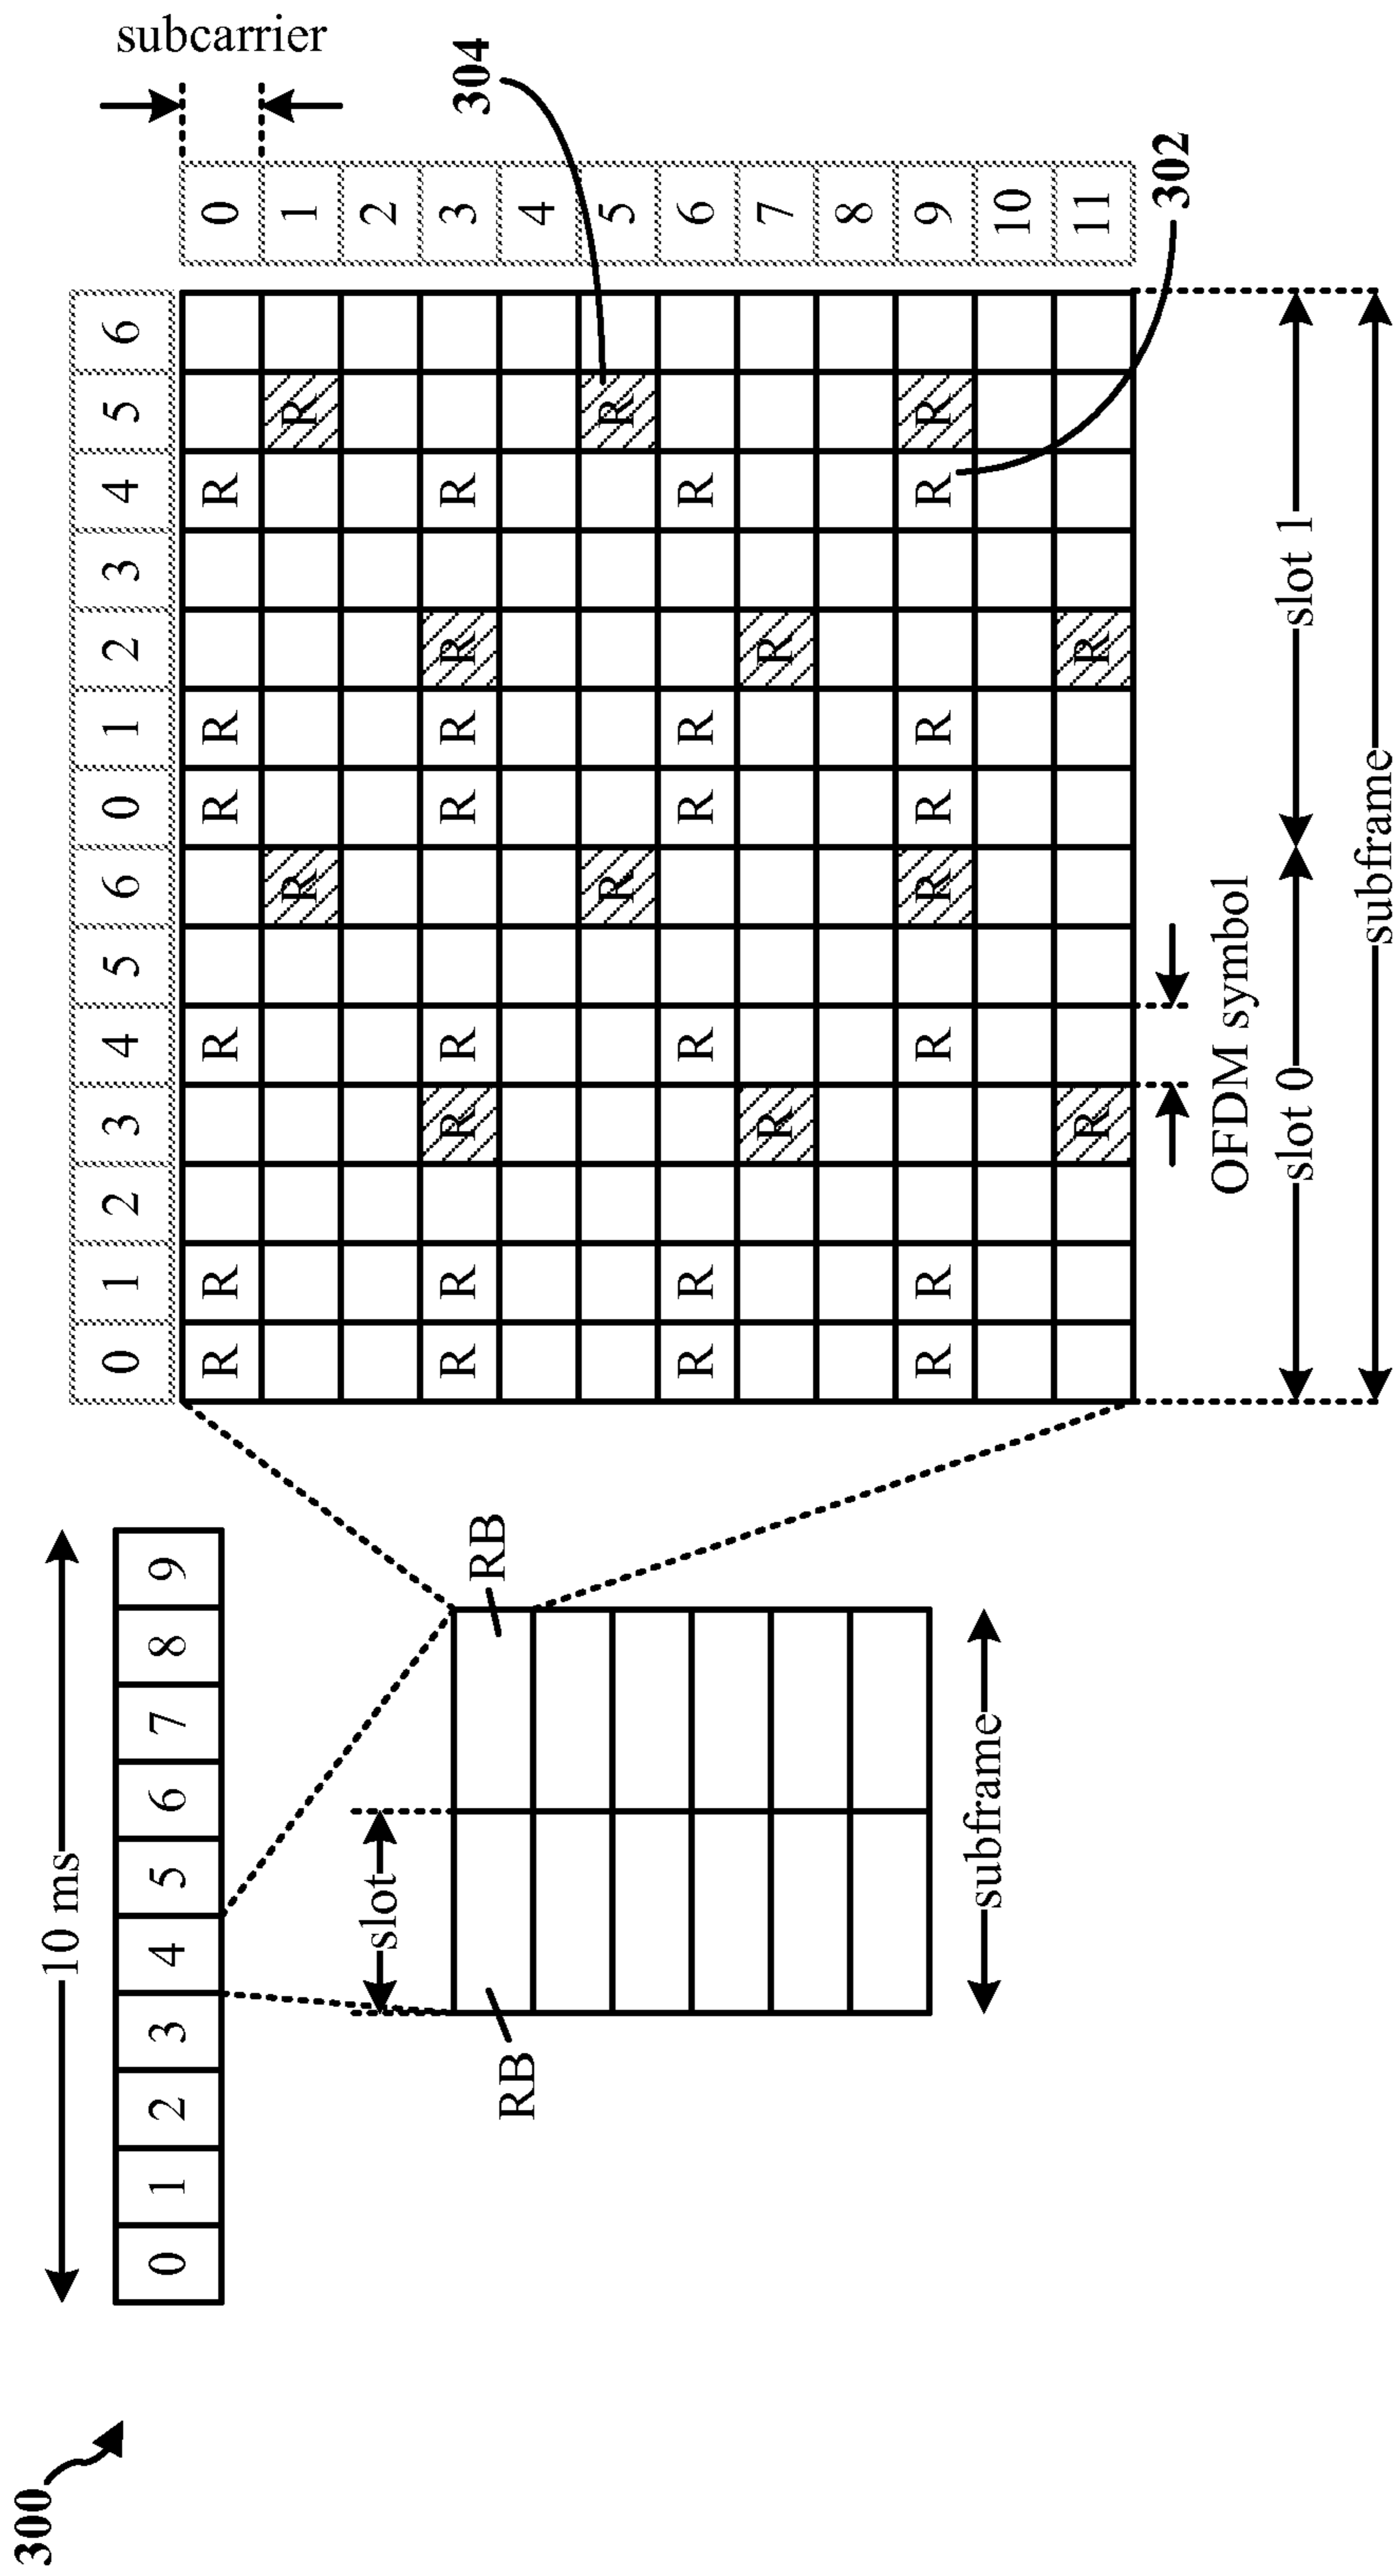 300
10 ms
0 1 2 3 4 5 6 7 8 9
slot
RB
RB
subframe
subcarrier
304
302
0 1 2 3 4 5 6 0 1 2 3 4 5 6
R R R R R R 0
R R 1
2
R R R R R R R R 3
4
R R 5
R R R R R R 6
R R 7
8
R R R R R R R R 9
10
R R 11
OFDM symbol
slot 0 slot 1
subframe